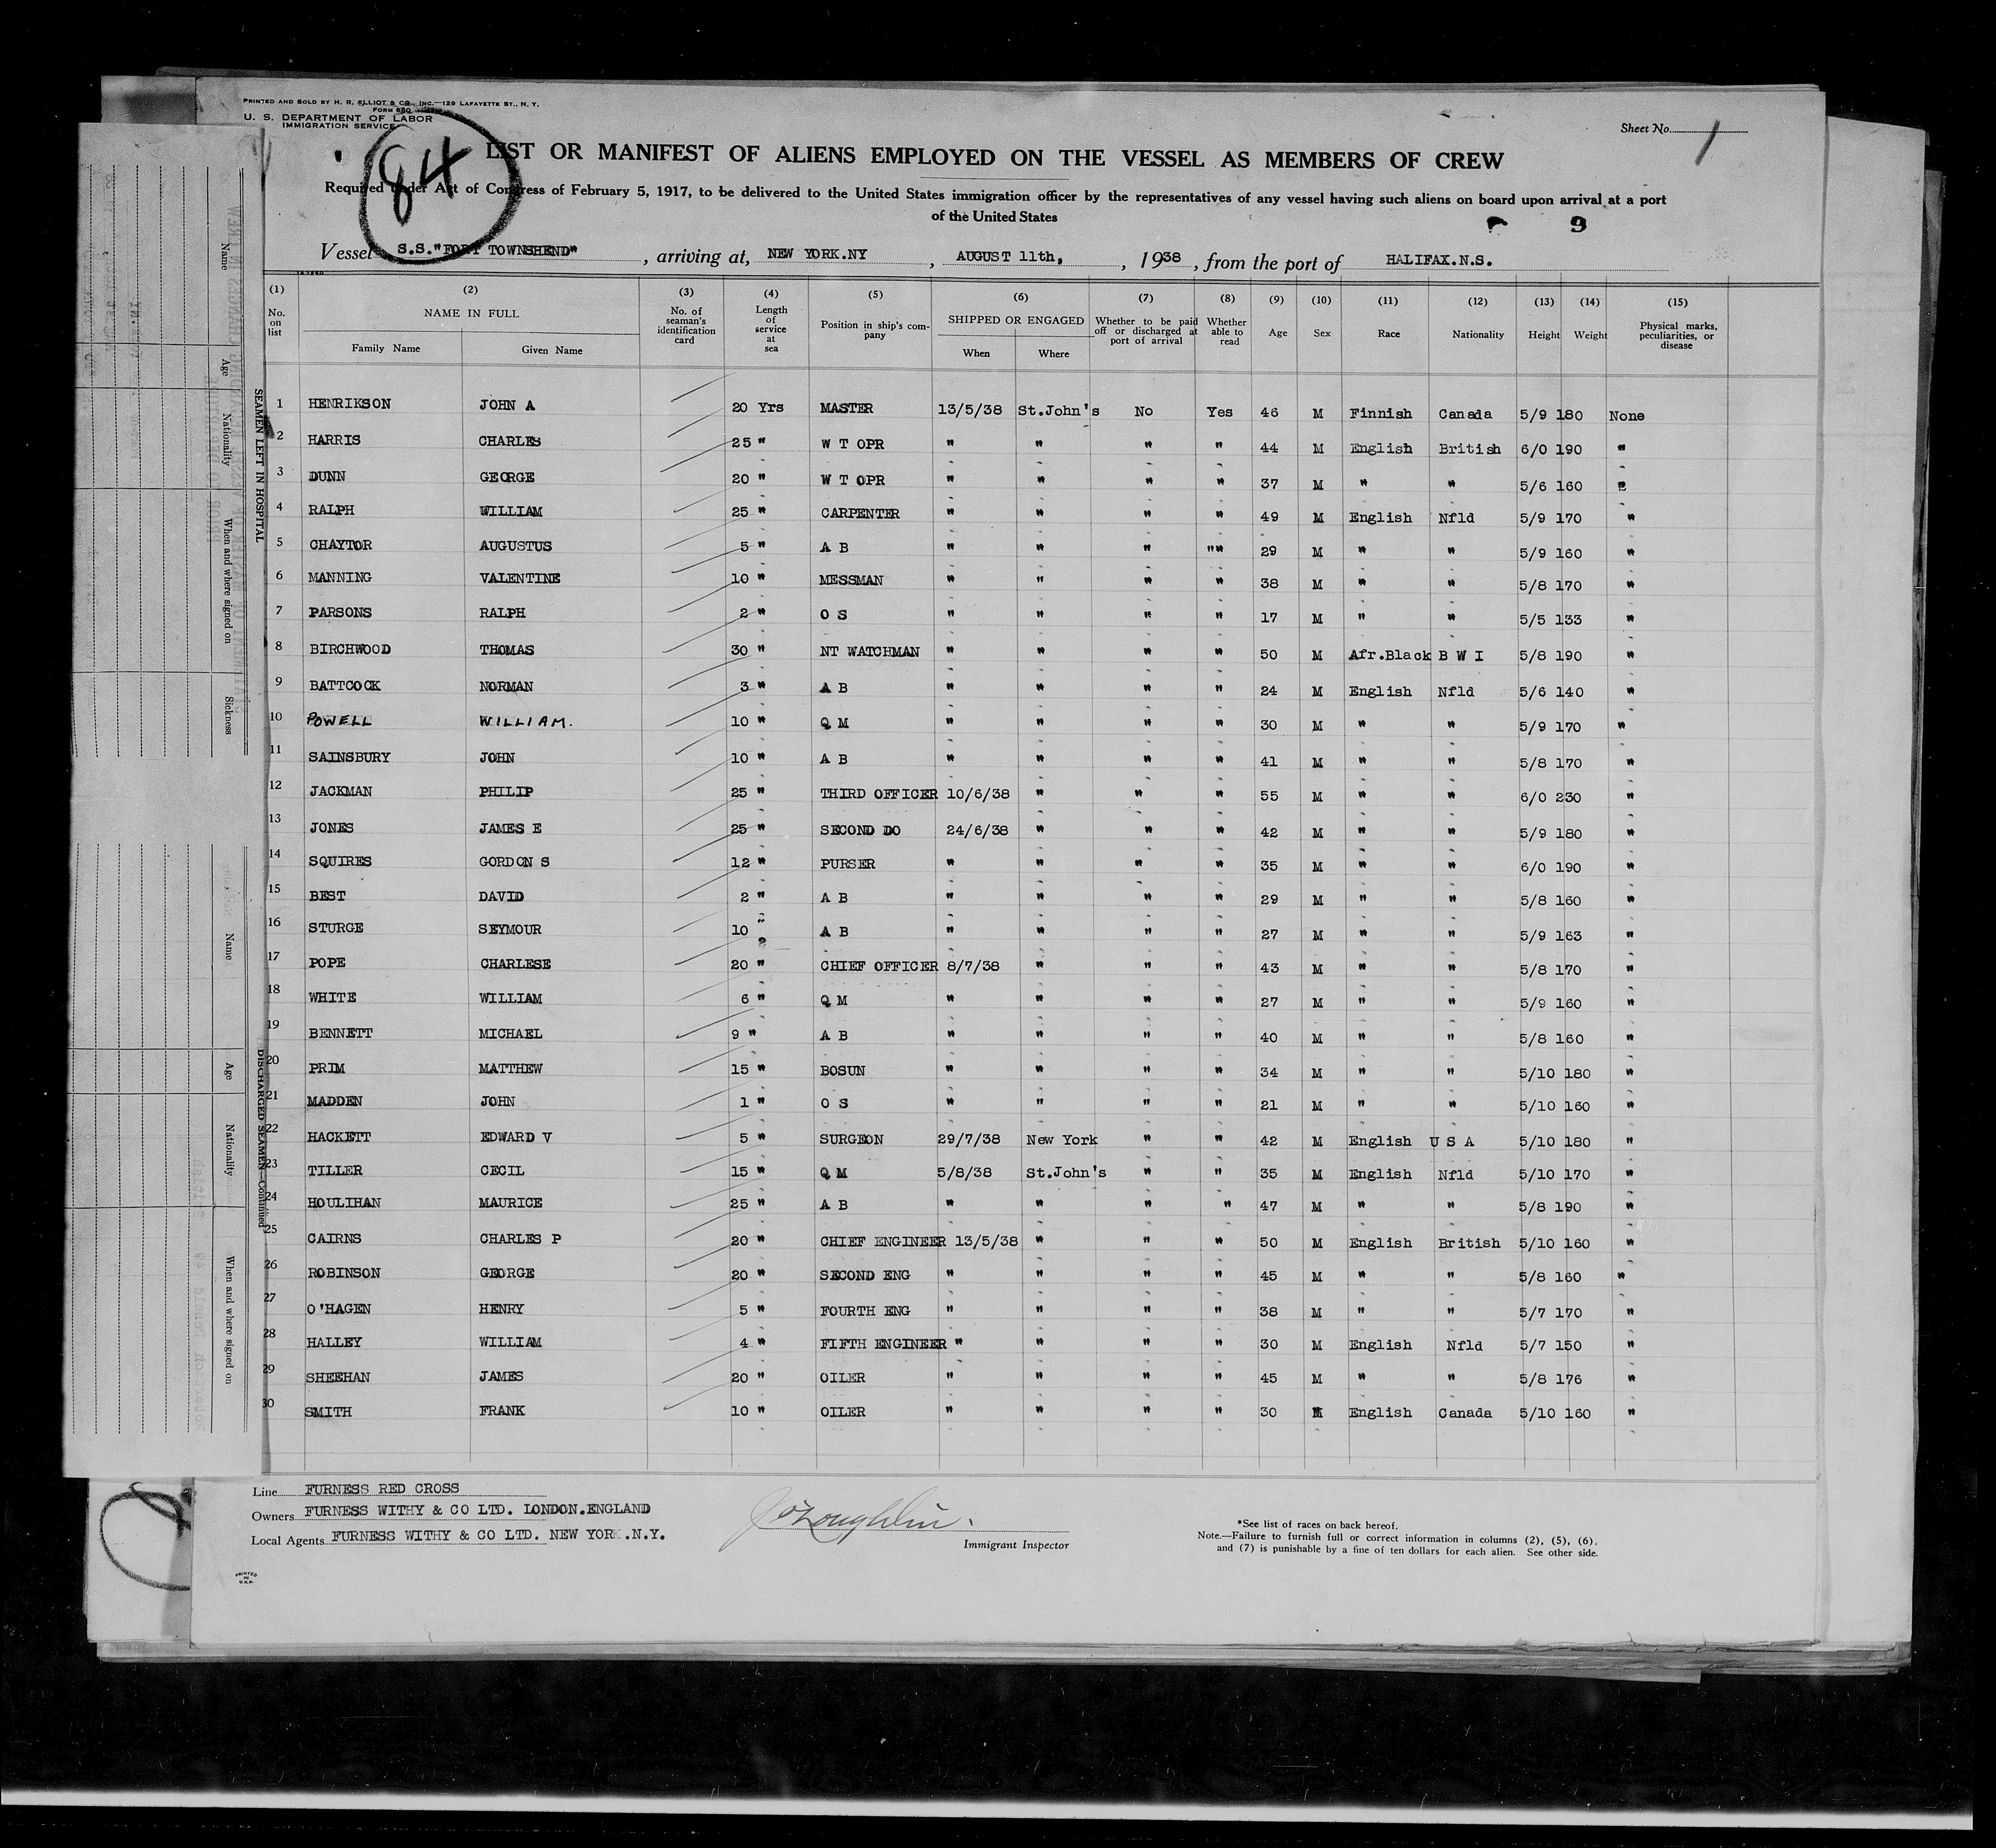 PRINTED AND SOLD BY H. R. ELLIOT & CO., INC.—129 LAFAYETTE ST., N. Y.
FORM 680
U. S. DEPARTMENT OF LABOR
IMMIGRATION SERVICE
Sheet No. 1
84
LIST OR MANIFEST OF ALIENS EMPLOYED ON THE VESSEL AS MEMBERS OF CREW
Required under Act of Congress of February 5, 1917, to be delivered to the United States immigration officer by the representatives of any vessel having such aliens on board upon arrival at a port
of the United States
9
Vessel S.S."FORT TOWNSHEND", arriving at, NEW YORK.NY, AUGUST 11th,, 1938, from the port of HALIFAX.N.S.
(1) (2) (3) (4) (5) (6) (7) (8) (9) (10) (11) (12) (13) (14) (15)
No. on list NAME IN FULL Family Name Given Name No. of seaman's identification card Length of service at sea Position in ship's company SHIPPED OR ENGAGED When Where Whether to be paid off or discharged at port of arrival Whether able to read Age Sex Race Nationality Height Weight Physical marks, peculiarities, or disease
1 HENRIKSON JOHN A 20 Yrs MASTER 13/5/38 St.John's No Yes 46 M Finnish Canada 5/9 180 None
2 HARRIS CHARLES 25 " W T OPR " " " " 44 M English British 6/0 190 "
3 DUNN GEORGE 20 " W T OPR " " " " 37 M " " 5/6 160 "
4 RALPH WILLIAM 25 " CARPENTER " " " " 49 M English Nfld 5/9 170 "
5 CHAYTOR AUGUSTUS 5 " A B " " " "" 29 M " " 5/9 160 "
6 MANNING VALENTINE 10 " MESSMAN " " " " 38 M " " 5/8 170 "
7 PARSONS RALPH 2 " O S " " " " 17 M " " 5/5 133 "
8 BIRCHWOOD THOMAS 30 " NT WATCHMAN " " " " 50 M Afr.Black B W I 5/8 190 "
9 BATTCOCK NORMAN 3 " A B " " " " 24 M English Nfld 5/6 140 "
10 POWELL WILLIAM. 10 " Q M " " " " 30 M " " 5/9 170 "
11 SAINSBURY JOHN 10 " A B " " " " 41 M " " 5/8 170 "
12 JACKMAN PHILIP 25 " THIRD OFFICER 10/6/38 " " " 55 M " " 6/0 230 "
13 JONES JAMES E 25 " SECOND DO 24/6/38 " " " 42 M " " 5/9 180 "
14 SQUIRES GORDON S 12 " PURSER " " " " 35 M " " 6/0 190 "
15 BEST DAVID 2 " A B " " " " 29 M " " 5/8 160 "
16 STURGE SEYMOUR 10 " A B " " " " 27 M " " 5/9 163 "
17 POPE CHARLESE 20 " CHIEF OFFICER 8/7/38 " " " 43 M " " 5/8 170 "
18 WHITE WILLIAM 6 " Q M " " " " 27 M " " 5/9 160 "
19 BENNETT MICHAEL 9 " A B " " " " 40 M " " 5/8 160 "
20 PRIM MATTHEW 15 " BOSUN " " " " 34 M " " 5/10 180 "
21 MADDEN JOHN 1 " O S " " " " 21 M " " 5/10 160 "
22 HACKETT EDWARD V 5 " SURGEON 29/7/38 New York " " 42 M English U S A 5/10 180 "
23 TILLER CECIL 15 " Q M 5/8/38 St.John's " " 35 M English Nfld 5/10 170 "
24 HOULIHAN MAURICE 25 " A B " " " " 47 M " " 5/8 190 "
25 CAIRNS CHARLES P 20 " CHIEF ENGINEER 13/5/38 " " " 50 M English British 5/10 160 "
26 ROBINSON GEORGE 20 " SECOND ENG " " " " 45 M " " 5/8 160 "
27 O'HAGEN HENRY 5 " FOURTH ENG " " " " 38 M " " 5/7 170 "
28 HALLEY WILLIAM 4 " FIFTH ENGINEER " " " " 30 M English Nfld 5/7 150 "
29 SHEEHAN JAMES 20 " OILER " " " " 45 M " " 5/8 176 "
30 SMITH FRANK 10 " OILER " " " " 30 M English Canada 5/10 160 "
Line FURNESS RED CROSS
Owners FURNESS WITHY & CO LTD. LONDON.ENGLAND
Local Agents FURNESS WITHY & CO LTD. NEW YORK.N.Y.
Immigrant Inspector
*See list of races on back hereof.
Note.—Failure to furnish full or correct information in columns (2), (5), (6),
and (7) is punishable by a fine of ten dollars for each alien. See other side.
PRINTED IN U.S.A.
SEAMEN LEFT IN HOSPITAL
Name Age Nationality When and where signed on Sickness
DISCHARGED SEAMEN—Continued
Name Age Nationality When and where signed on